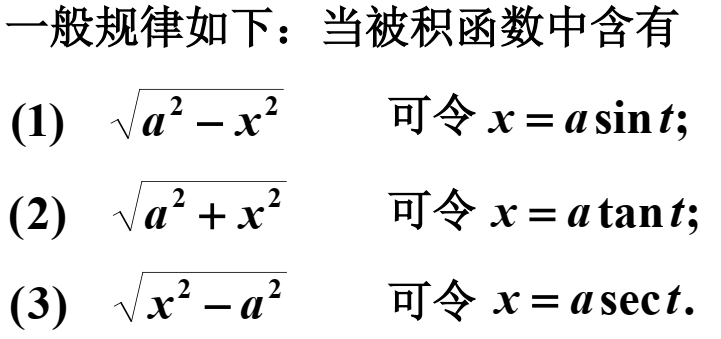 一般规律如下：当被积函数中含有
(1) √(a² − x²) 可令 x = a sin t;
(2) √(a² + x²) 可令 x = a tan t;
(3) √(x² − a²) 可令 x = a sec t.